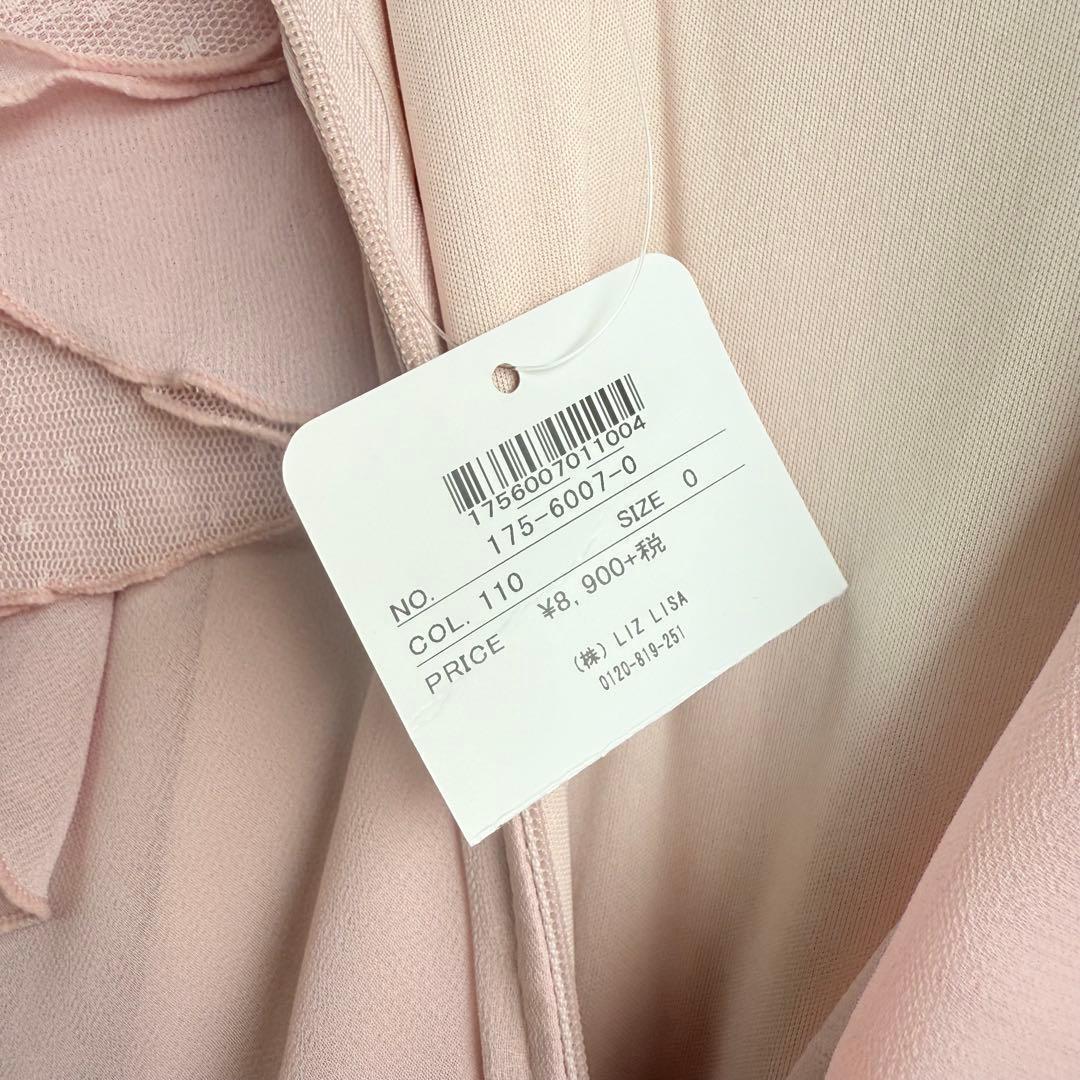 1756007011004
NO. 175-6007-0
COL. 110 SIZE 0
PRICE ¥8,900+税
(株) LIZ LISA
0120-819-251